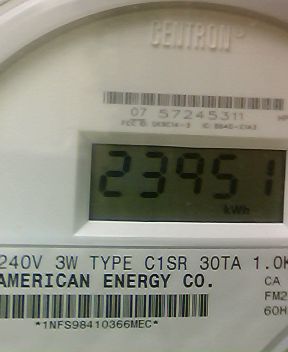 CENTRON
07 57245311
23951
kWh
240V 3W TYPE C1SR 30TA 1.0K
AMERICAN ENERGY CO.
CA
FM2
60H
*1NFS98410366MEC*